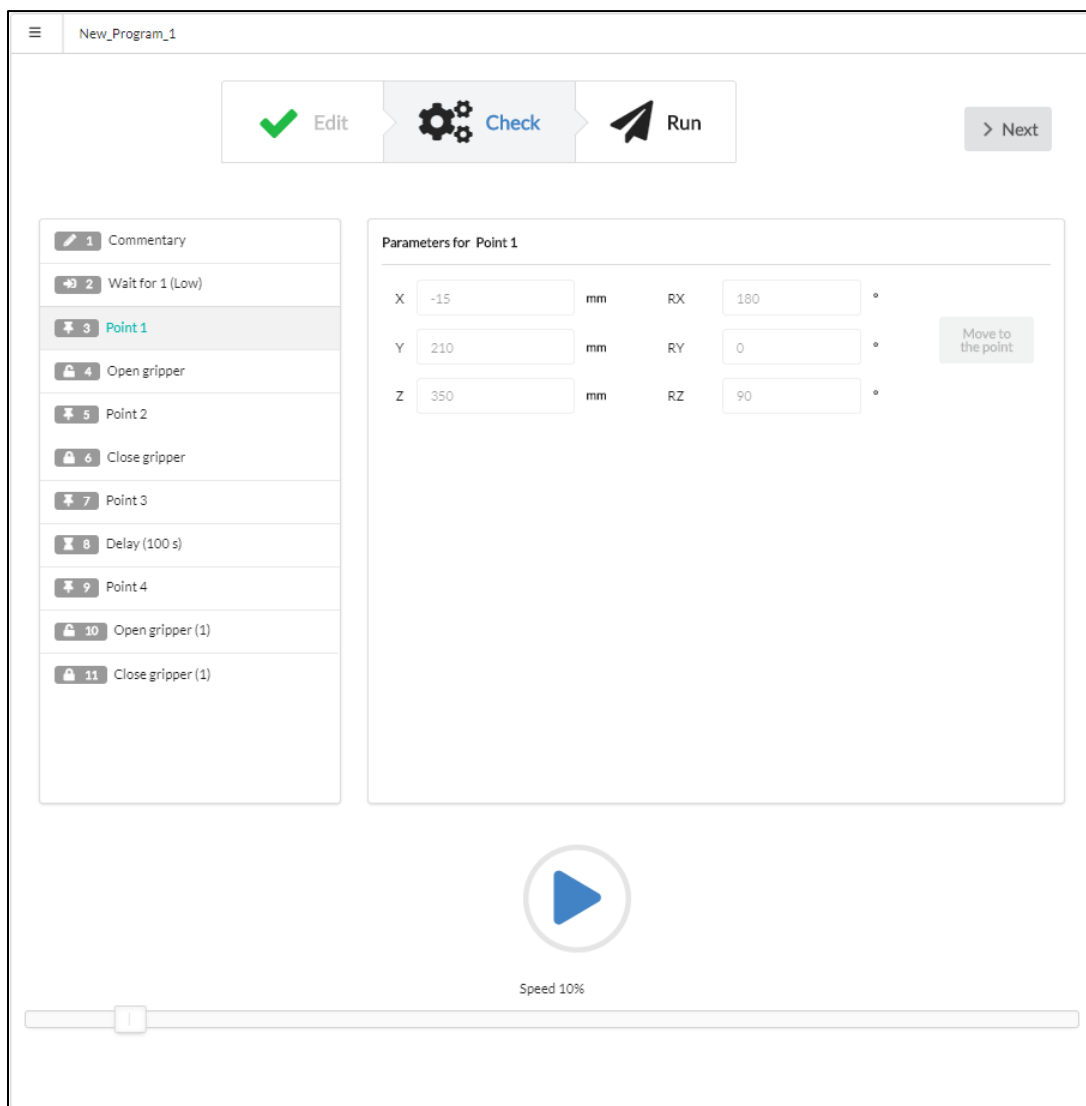 New_Program_1
Edit
Check
Run
Next
1 Commentary
2 Wait for 1 (Low)
3 Point 1
4 Open gripper
5 Point 2
6 Close gripper
7 Point 3
8 Delay (100 s)
9 Point 4
10 Open gripper (1)
11 Close gripper (1)
Parameters for Point 1
X -15 mm RX 180 °
Y 210 mm RY 0 °
Z 350 mm RZ 90 °
Move to
the point
Speed 10%